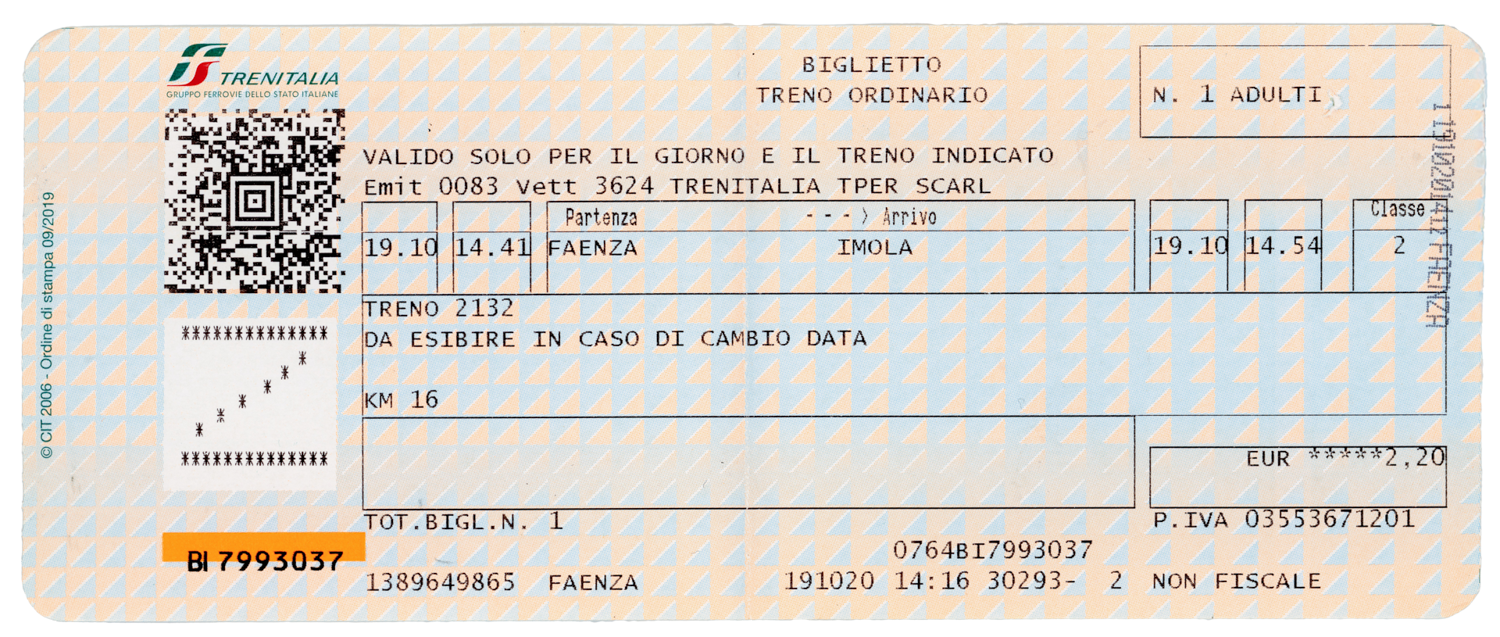 TRENITALIA
GRUPPO FERROVIE DELLO STATO ITALIANE
BIGLIETTO
TRENO ORDINARIO
N. 1 ADULTI
VALIDO SOLO PER IL GIORNO E IL TRENO INDICATO
Emit 0083 Vett 3624 TRENITALIA TPER SCARL
Partenza - - - > Arrivo Classe
19.10 14.41 FAENZA IMOLA 19.10 14.54 2
TRENO 2132
DA ESIBIRE IN CASO DI CAMBIO DATA
KM 16
**************
*
*
*
*
*
*
*
**************
EUR *****2,20
TOT.BIGL.N. 1
P.IVA 03553671201
BI 7993037
0764BI7993037
1389649865 FAENZA 191020 14:16 30293- 2 NON FISCALE
© CIT 2006 - Ordine di stampa 09/2019